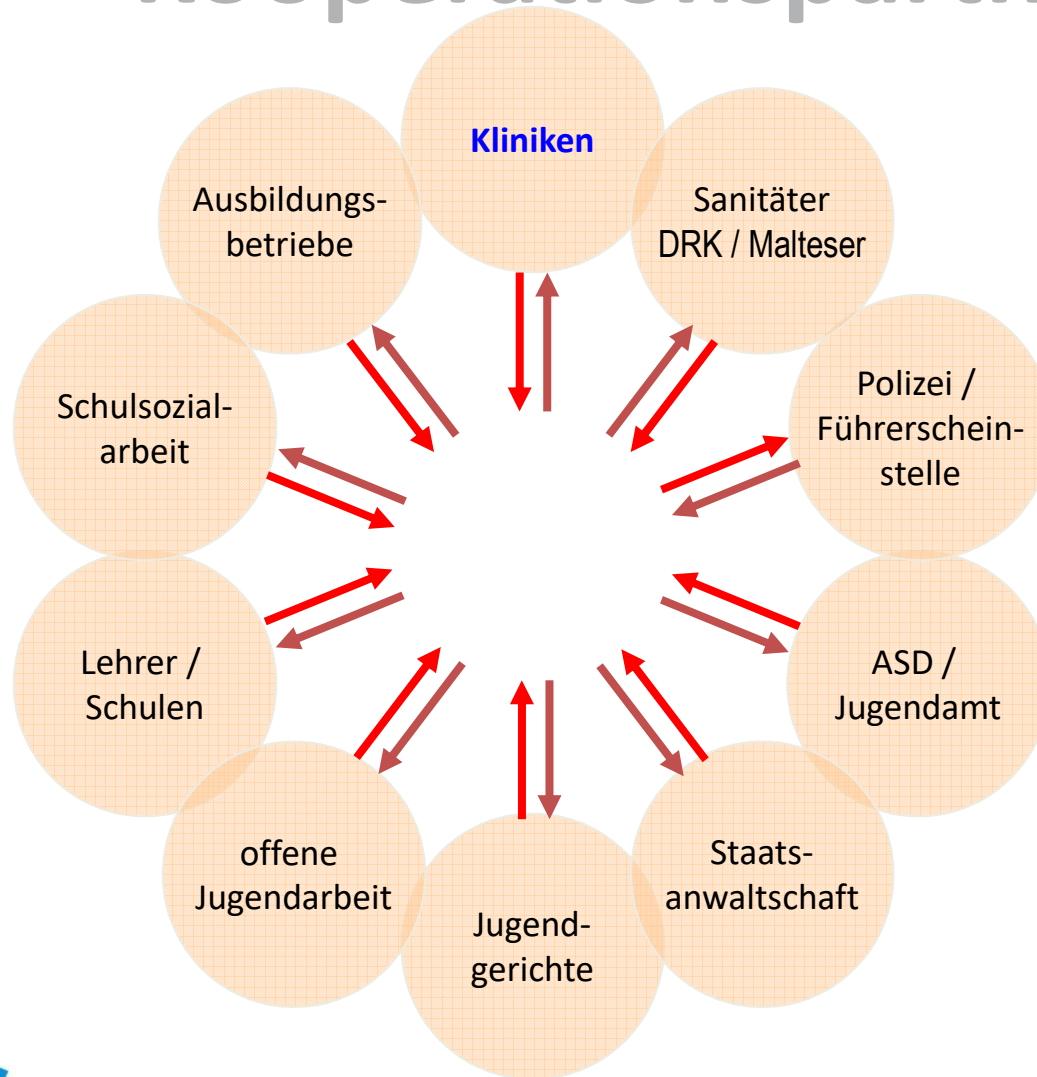 Kliniken
Sanitäter
DRK / Malteser
Polizei /
Führerschein-
stelle
ASD /
Jugendamt
Staats-
anwaltschaft
Jugend-
gerichte
offene
Jugendarbeit
Lehrer /
Schulen
Schulsozial-
arbeit
Ausbildungs-
betriebe